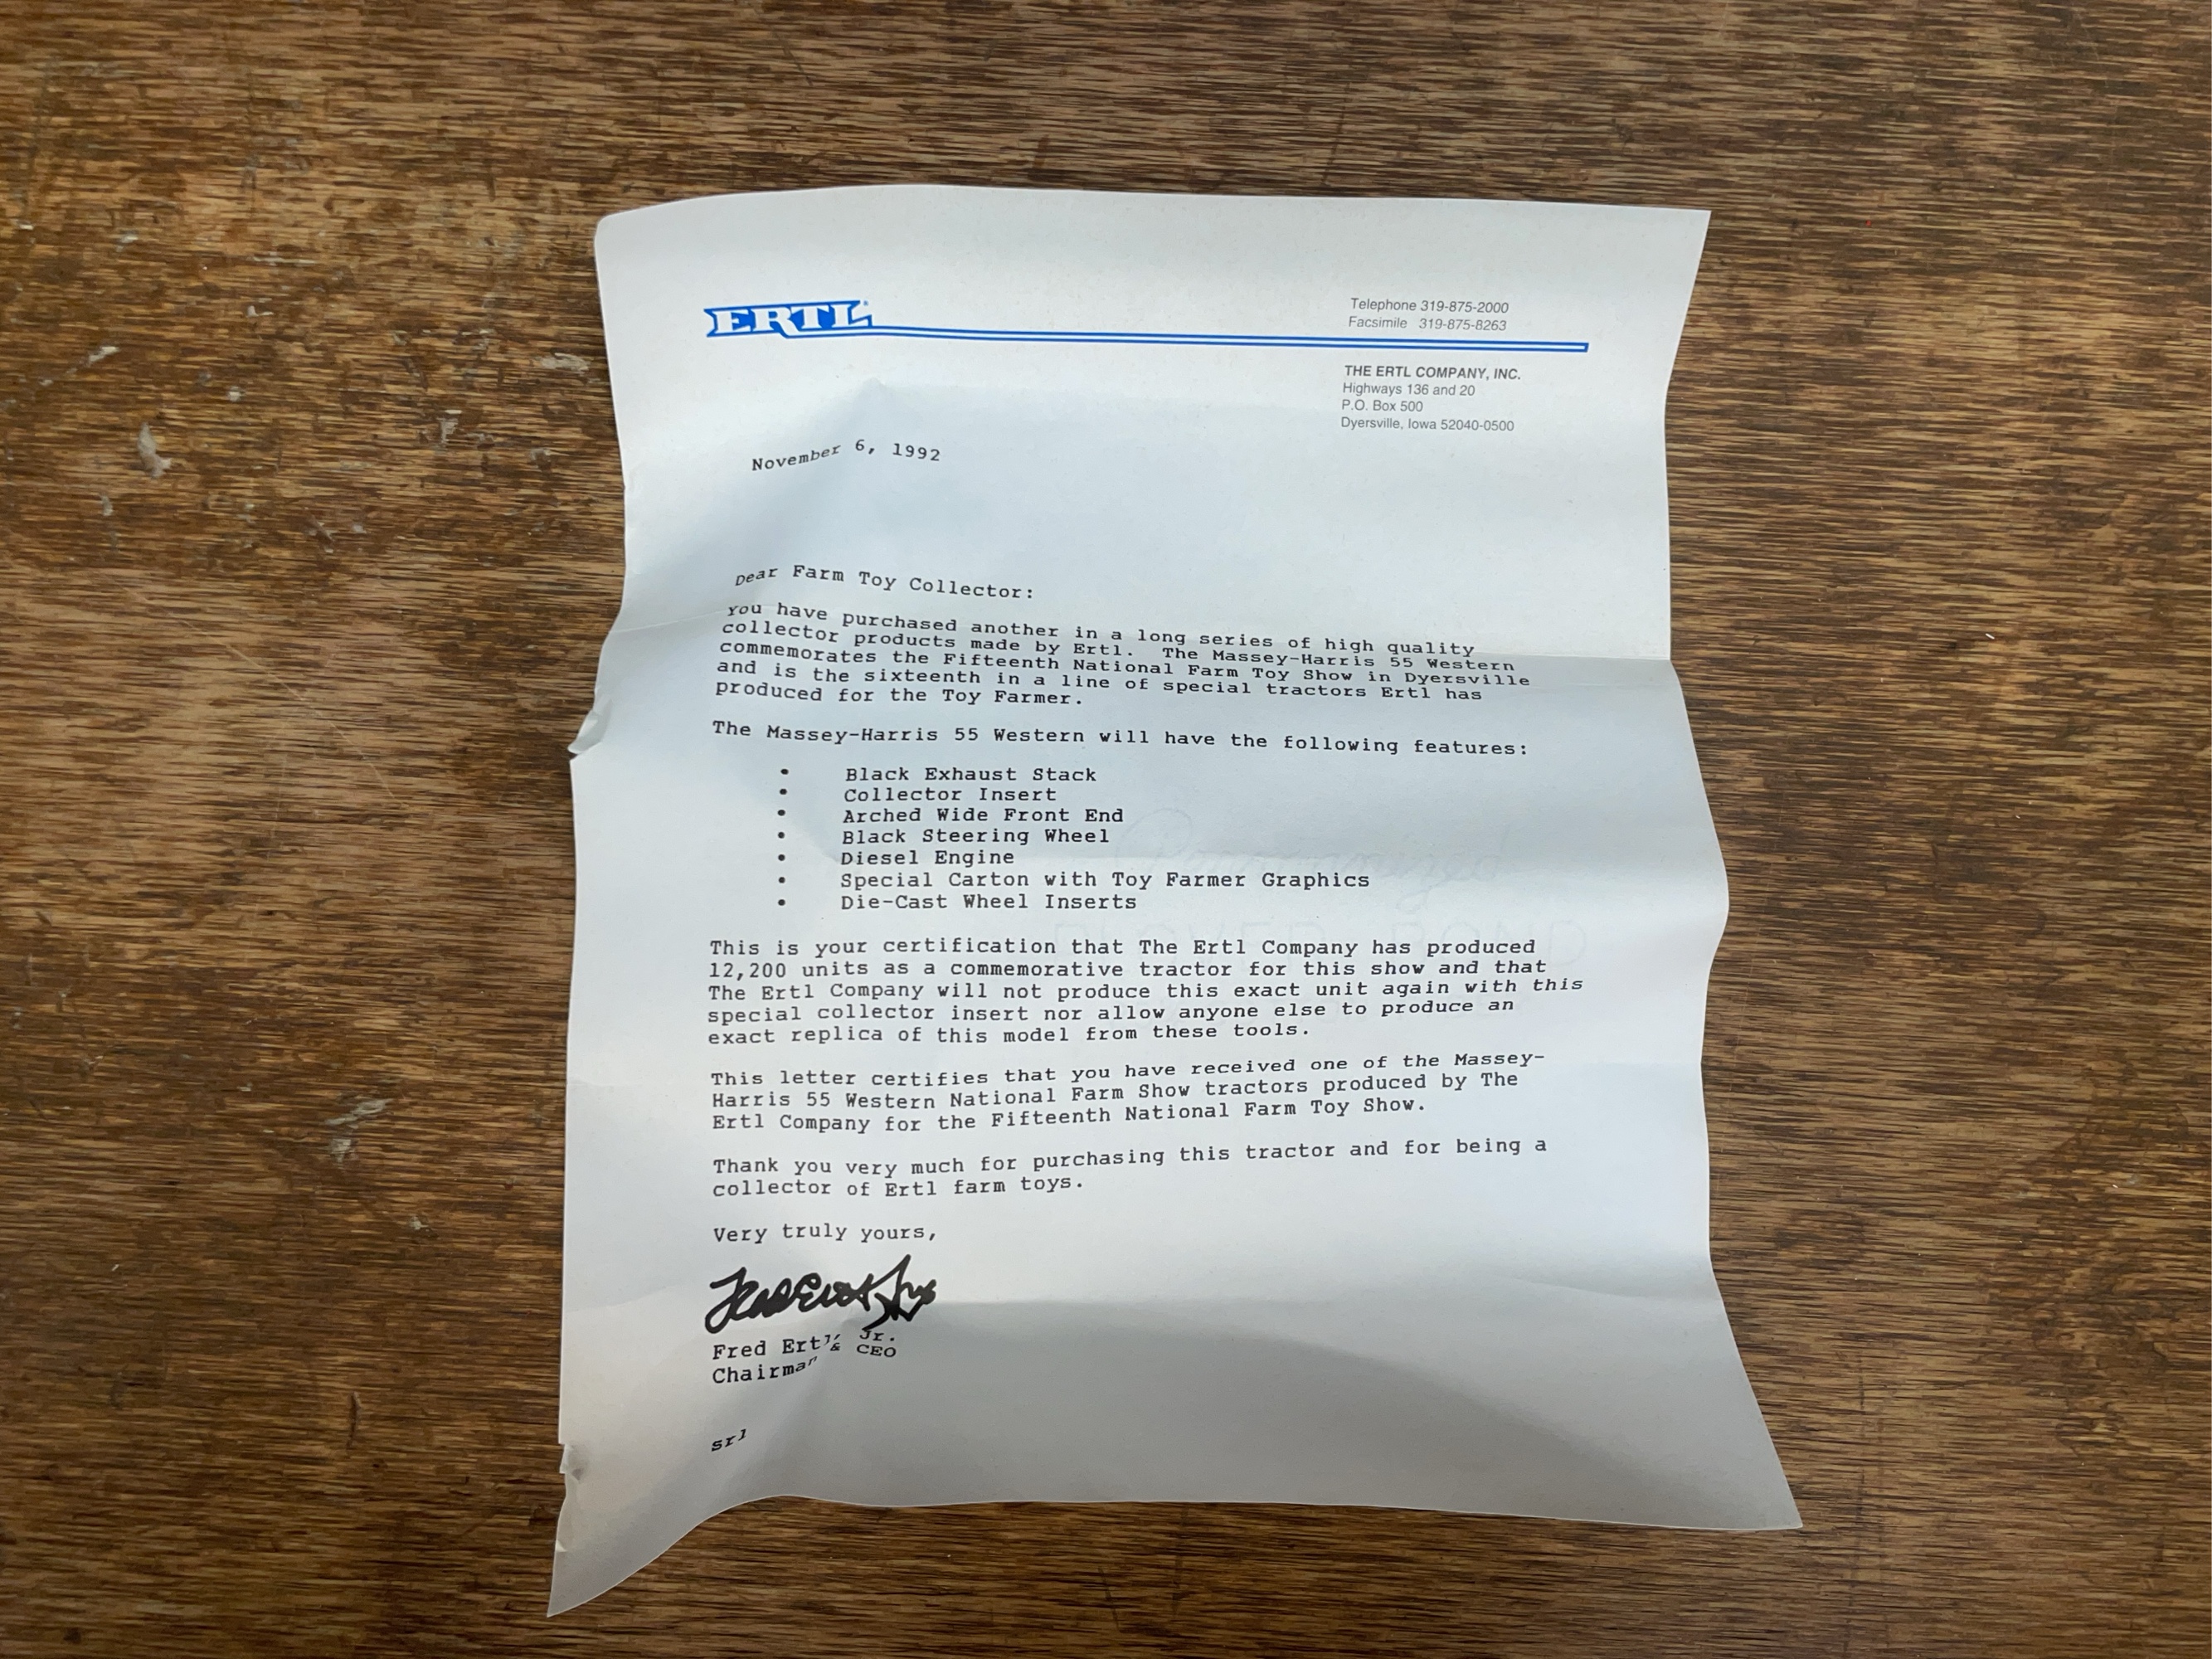 ERTL
Telephone 319-875-2000
Facsimile 319-875-8263
THE ERTL COMPANY, INC.
Highways 136 and 20
P.O. Box 500
Dyersville, Iowa 52040-0500
November 6, 1992
Dear Farm Toy Collector:
You have purchased another in a long series of high quality
collector products made by Ertl. The Massey-Harris 55 Western
commemorates the Fifteenth National Farm Toy Show in Dyersville
and is the sixteenth in a line of special tractors Ertl has
produced for the Toy Farmer.
The Massey-Harris 55 Western will have the following features:
• Black Exhaust Stack
• Collector Insert
• Arched Wide Front End
• Black Steering Wheel
• Diesel Engine
• Special Carton with Toy Farmer Graphics
• Die-Cast Wheel Inserts
This is your certification that The Ertl Company has produced
12,200 units as a commemorative tractor for this show and that
The Ertl Company will not produce this exact unit again with this
special collector insert nor allow anyone else to produce an
exact replica of this model from these tools.
This letter certifies that you have received one of the Massey-
Harris 55 Western National Farm Show tractors produced by The
Ertl Company for the Fifteenth National Farm Toy Show.
Thank you very much for purchasing this tractor and for being a
collector of Ertl farm toys.
Very truly yours,
Fred Ertl Jr
Fred Ertl, Jr.
Chairman & CEO
srl